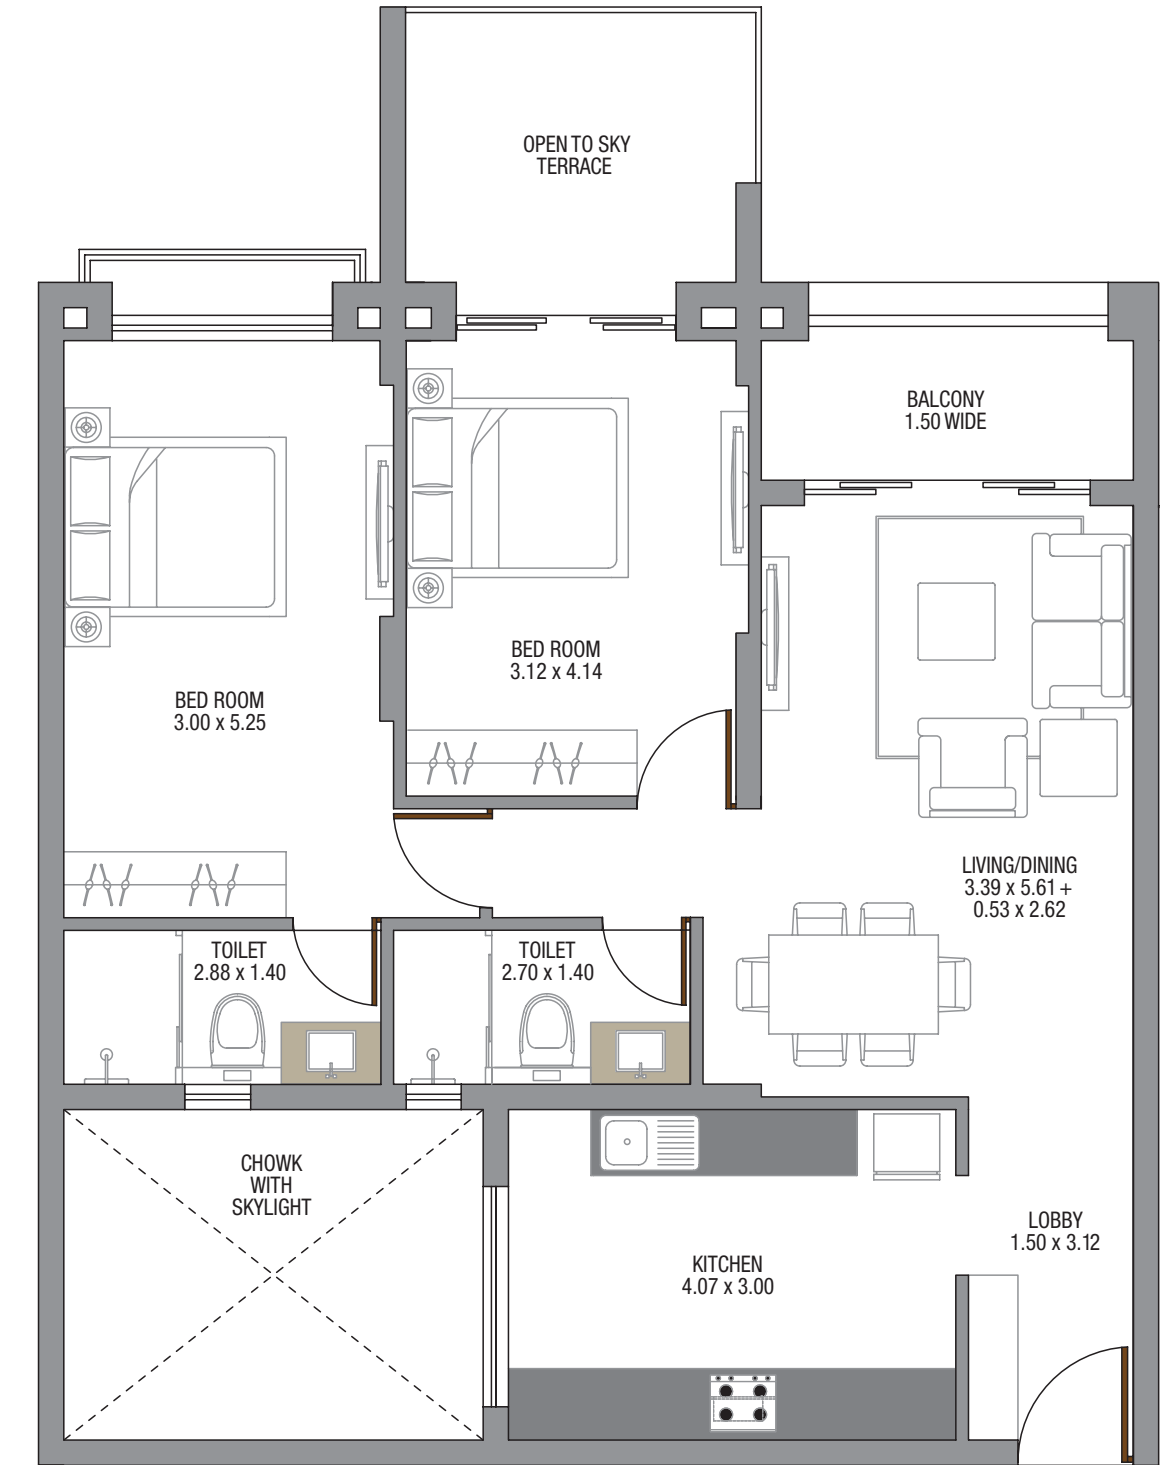 OPEN TO SKY
TERRACE
BALCONY
1.50 WIDE
BED ROOM
3.12 x 4.14
BED ROOM
3.00 x 5.25
LIVING/DINING
3.39 x 5.61 +
0.53 x 2.62
TOILET
2.88 x 1.40
TOILET
2.70 x 1.40
CHOWK
WITH
SKYLIGHT
LOBBY
1.50 x 3.12
KITCHEN
4.07 x 3.00